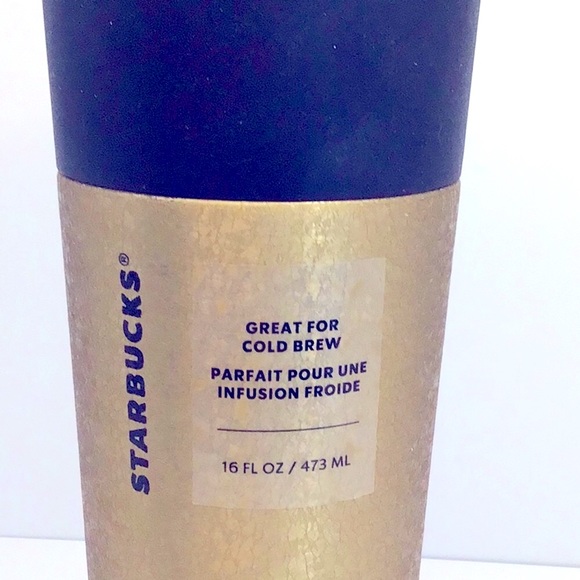 STARBUCKS®
GREAT FOR
COLD BREW
PARFAIT POUR UNE
INFUSION FROIDE
16 FL OZ / 473 ML